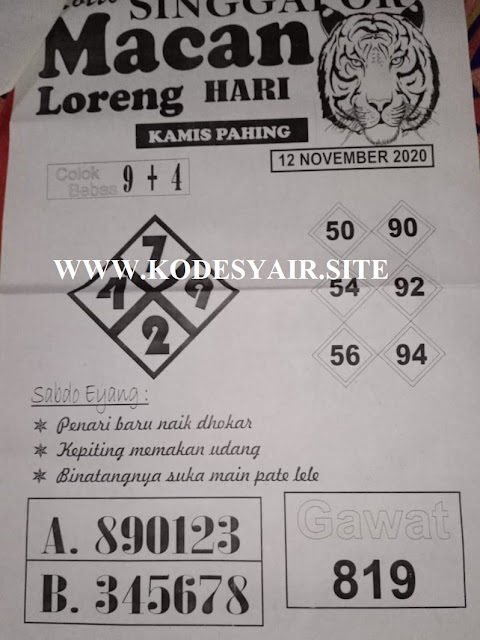 SINGGAPOR
Macan
Loreng HARI
KAMIS PAHING
12 NOVEMBER 2020
Colok Bebas 9 + 4
7
4 9
2
50 90
54 92
56 94
WWW.KODESYAIR.SITE
Sabdo Eyang :
Penari baru naik dhokar
Kepiting memakan udang
Binatangnya suka main pate lele
A. 890123
B. 345678
Gawat
819